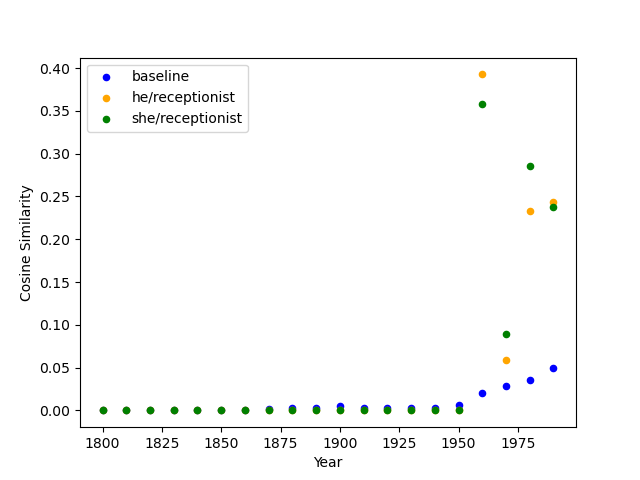 baseline
he/receptionist
she/receptionist
0.40
0.35
0.30
0.25
0.20
0.15
0.10
0.05
0.00
Cosine Similarity
1800 1825 1850 1875 1900 1925 1950 1975
Year